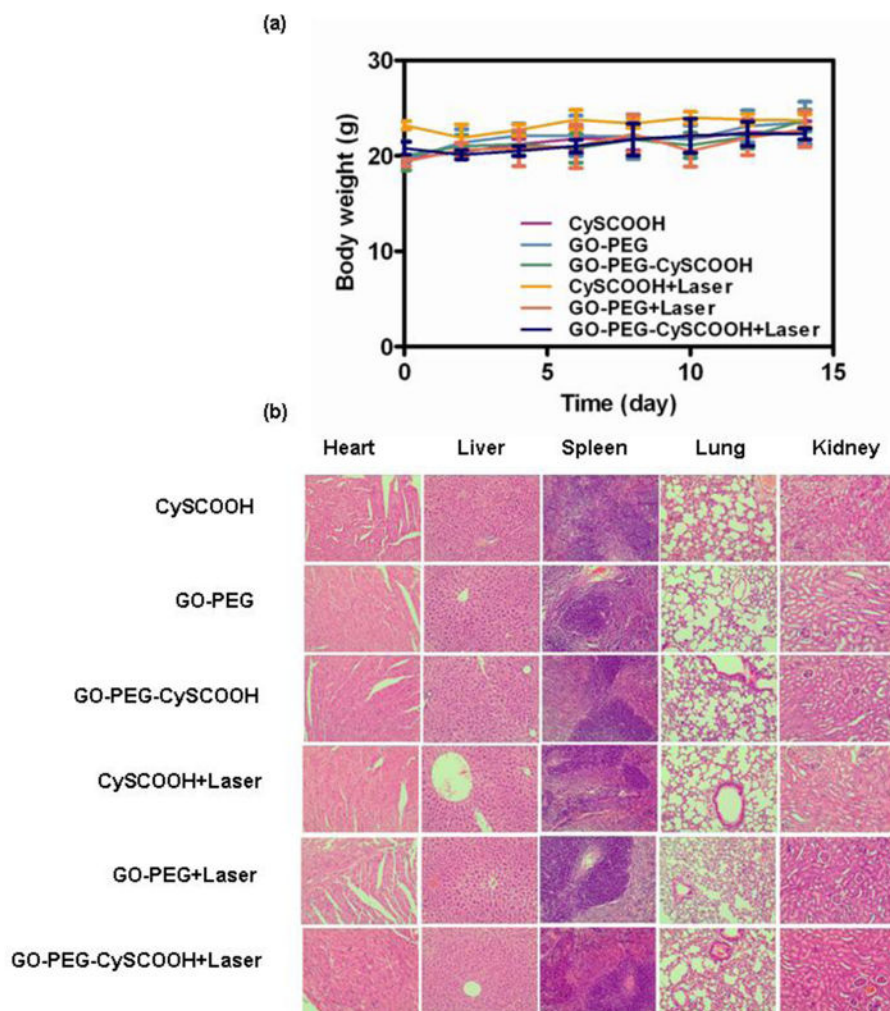 (a)
30
20
10
0
Body weight (g)
CySCOOH
GO-PEG
GO-PEG-CySCOOH
CySCOOH+Laser
GO-PEG+Laser
GO-PEG-CySCOOH+Laser
0 5 10 15
Time (day)
(b)
Heart Liver Spleen Lung Kidney
CySCOOH
GO-PEG
GO-PEG-CySCOOH
CySCOOH+Laser
GO-PEG+Laser
GO-PEG-CySCOOH+Laser